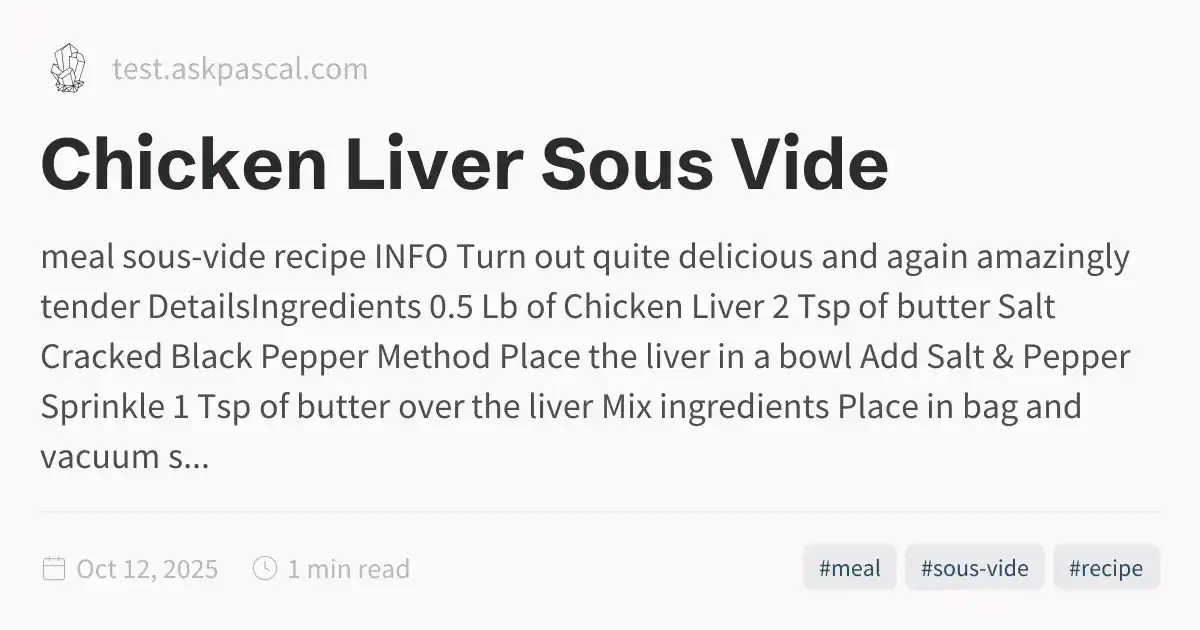 test.askpascal.com
Chicken Liver Sous Vide
meal sous-vide recipe INFO Turn out quite delicious and again amazingly
tender DetailsIngredients 0.5 Lb of Chicken Liver 2 Tsp of butter Salt
Cracked Black Pepper Method Place the liver in a bowl Add Salt & Pepper
Sprinkle 1 Tsp of butter over the liver Mix ingredients Place in bag and
vacuum s...
Oct 12, 2025 1 min read #meal #sous-vide #recipe